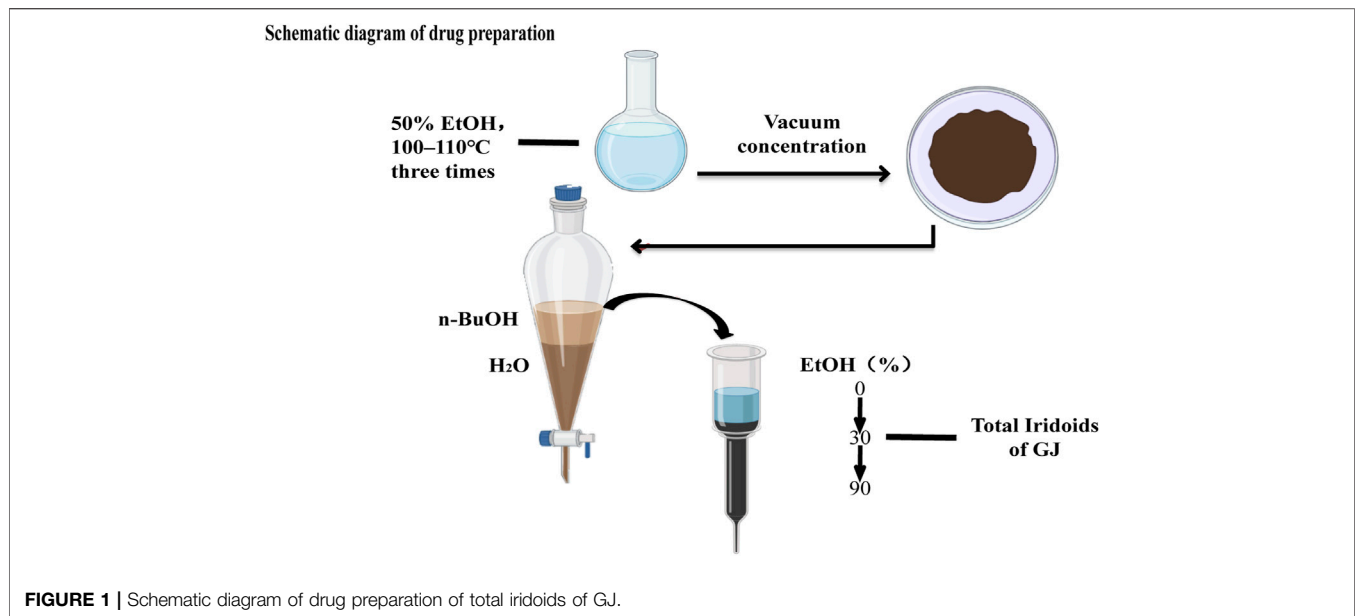 Schematic diagram of drug preparation
50% EtOH，
100–110℃
three times
Vacuum
concentration
n-BuOH
H₂O
EtOH（%）
0
30
90
Total Iridoids
of GJ
FIGURE 1 | Schematic diagram of drug preparation of total iridoids of GJ.